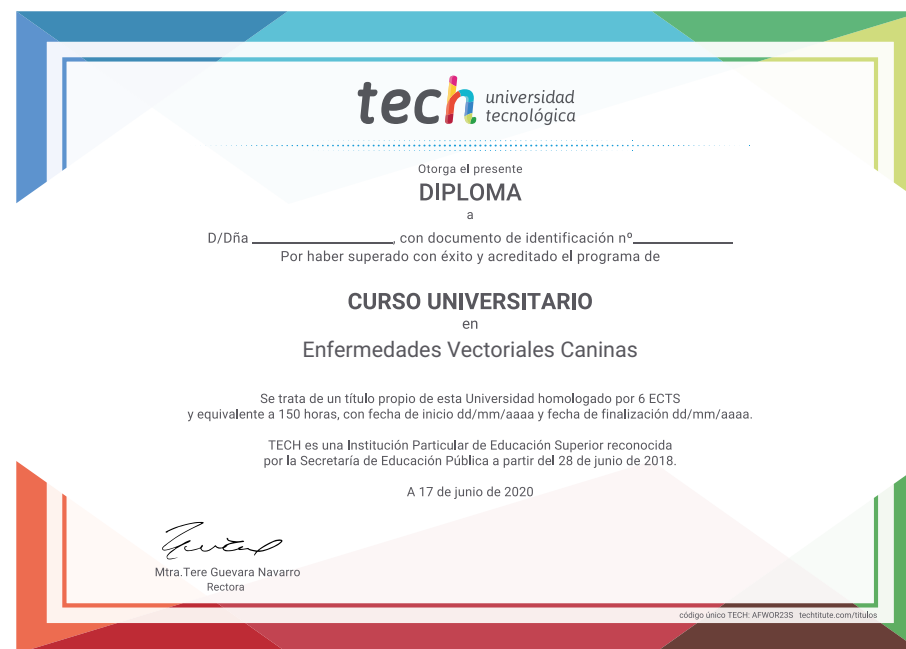 tech universidad
tecnológica
Otorga el presente
DIPLOMA
a
D/Dña ____________________, con documento de identificación nº______________
Por haber superado con éxito y acreditado el programa de
CURSO UNIVERSITARIO
en
Enfermedades Vectoriales Caninas
Se trata de un título propio de esta Universidad homologado por 6 ECTS
y equivalente a 150 horas, con fecha de inicio dd/mm/aaaa y fecha de finalización dd/mm/aaaa.
TECH es una Institución Particular de Educación Superior reconocida
por la Secretaría de Educación Pública a partir del 28 de junio de 2018.
A 17 de junio de 2020
Mtra.Tere Guevara Navarro
Rectora
código único TECH: AFWOR23S techtitute.com/titulos